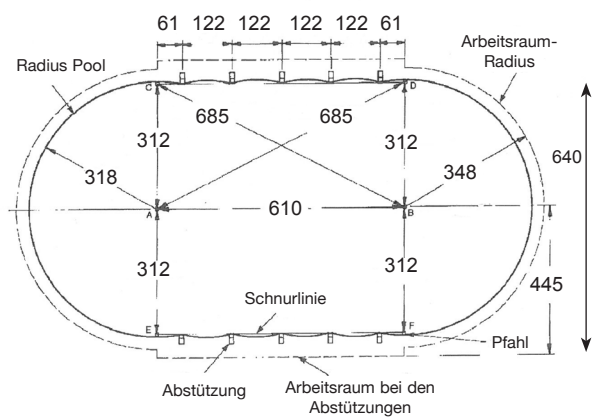 61 122 122 122 122 61
Radius Pool
Arbeitsraum-
Radius
C
D
685 685
312 312
318
348
640
A
610
B
312 312
445
Schnurlinie
E
F
Pfahl
Abstützung
Arbeitsraum bei den
Abstützungen